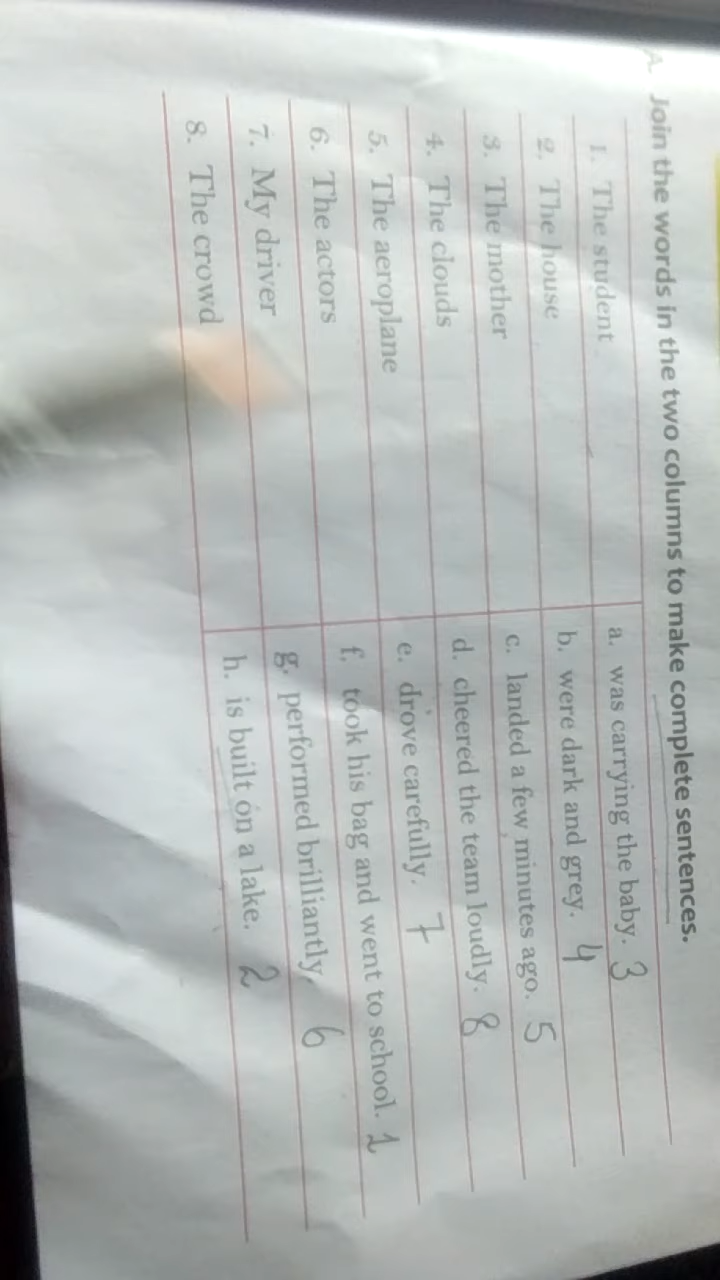 A. Join the words in the two columns to make complete sentences.
1. The student a. was carrying the baby. 3
2. The house b. were dark and grey. 4
3. The mother c. landed a few minutes ago. 5
4. The clouds d. cheered the team loudly. 8
5. The aeroplane e. drove carefully. 7
6. The actors f. took his bag and went to school. 1
7. My driver g. performed brilliantly. 6
8. The crowd h. is built on a lake. 2